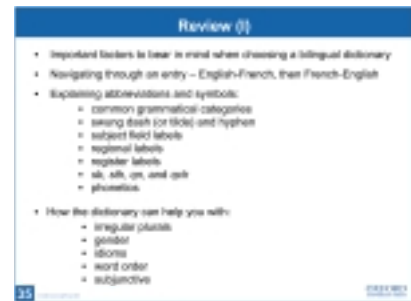 Review (I)
• Important factors to bear in mind when choosing a bilingual dictionary
• Navigating through an entry – English-French, then French-English
• Explaining abbreviations and symbols:
• common grammatical categories
• swung dash (or tilde) and hyphen
• subject field labels
• regional labels
• register labels
• sb, sth, qn, and qch
• phonetics
• How the dictionary can help you with:
• irregular plurals
• gender
• idioms
• word order
• subjunctive
35
OXFORD